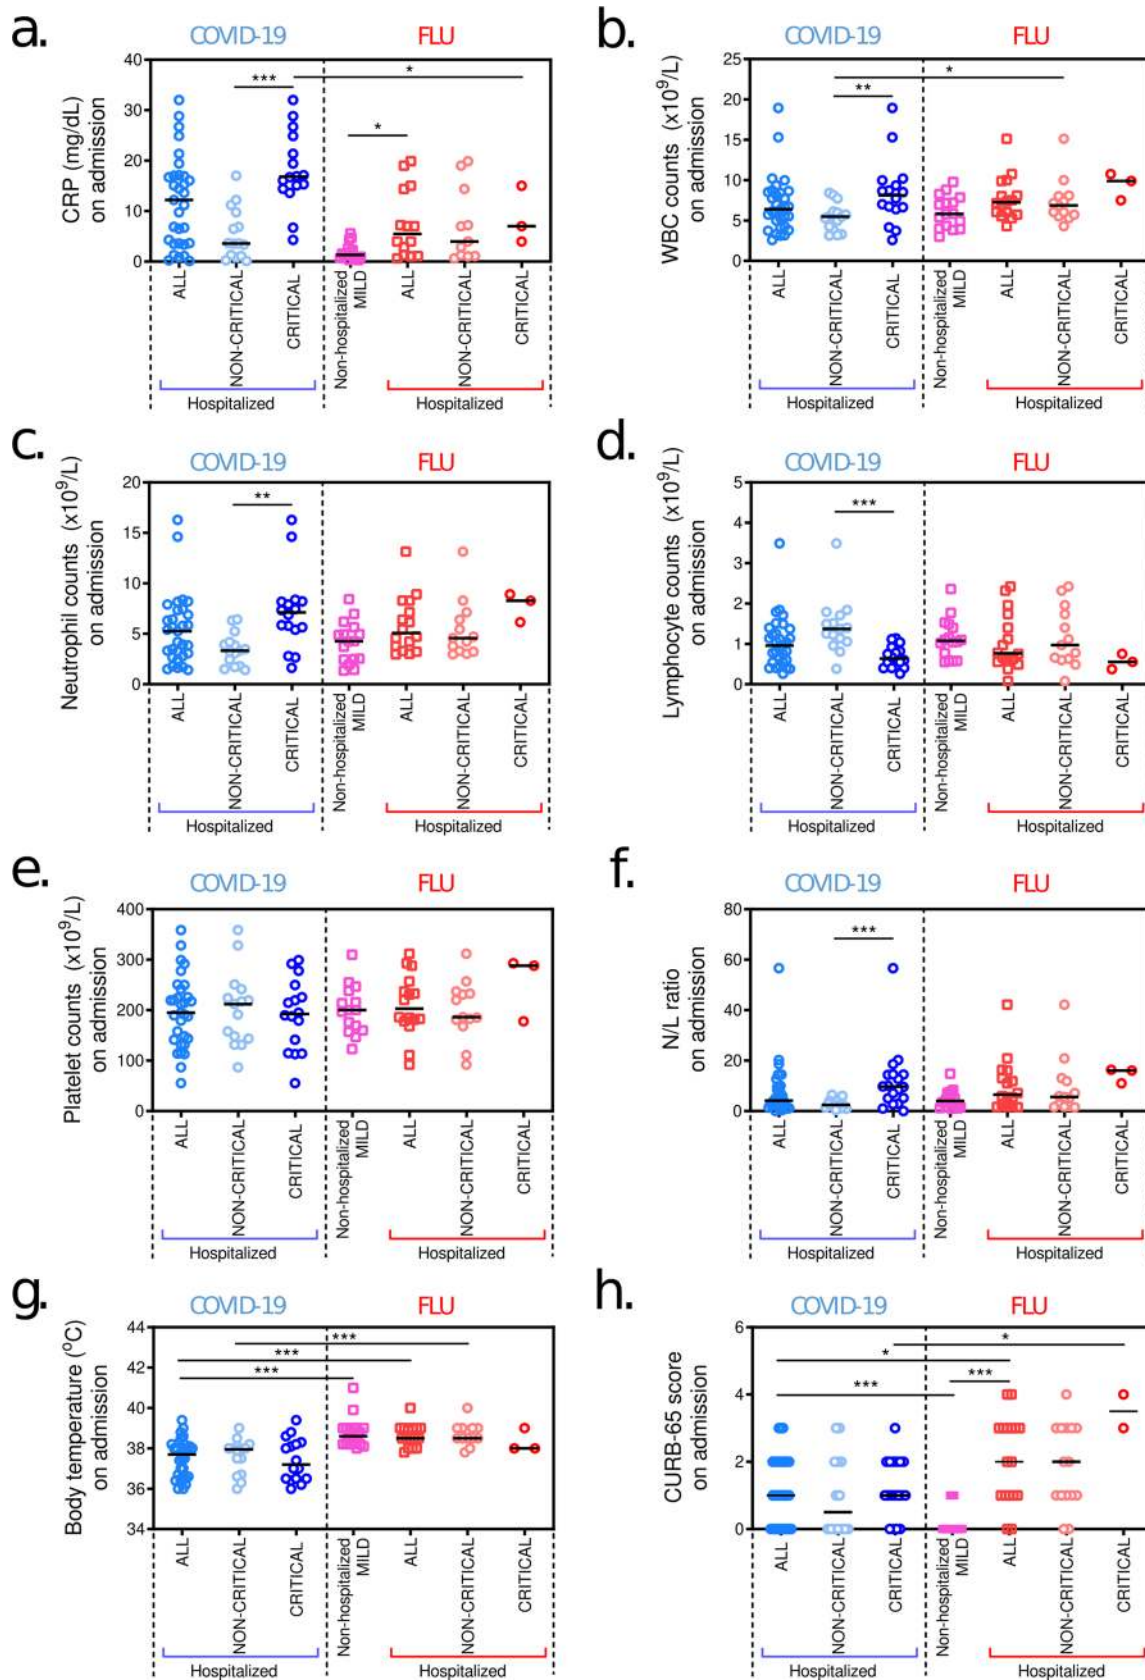 a.
COVID-19 FLU
CRP (mg/dL)
on admission
40
30
20
10
0
*** * *
ALL
NON-CRITICAL
CRITICAL
Non-hospitalized
MILD
ALL
NON-CRITICAL
CRITICAL
Hospitalized Hospitalized
b.
COVID-19 FLU
WBC counts (x10⁹/L)
on admission
25
20
15
10
5
0
* **
ALL
NON-CRITICAL
CRITICAL
Non-hospitalized
MILD
ALL
NON-CRITICAL
CRITICAL
Hospitalized Hospitalized
c.
COVID-19 FLU
Neutrophil counts (x10⁹/L)
on admission
20
15
10
5
0
**
ALL
NON-CRITICAL
CRITICAL
Non-hospitalized
MILD
ALL
NON-CRITICAL
CRITICAL
Hospitalized Hospitalized
d.
COVID-19 FLU
Lymphocyte counts (x10⁹/L)
on admission
5
4
3
2
1
0
***
ALL
NON-CRITICAL
CRITICAL
Non-hospitalized
MILD
ALL
NON-CRITICAL
CRITICAL
Hospitalized Hospitalized
e.
COVID-19 FLU
Platelet counts (x10⁹/L)
on admission
400
300
200
100
0
ALL
NON-CRITICAL
CRITICAL
Non-hospitalized
MILD
ALL
NON-CRITICAL
CRITICAL
Hospitalized Hospitalized
f.
COVID-19 FLU
N/L ratio
on admission
80
60
40
20
0
***
ALL
NON-CRITICAL
CRITICAL
Non-hospitalized
MILD
ALL
NON-CRITICAL
CRITICAL
Hospitalized Hospitalized
g.
COVID-19 FLU
Body temperature (ºC)
on admission
44
42
40
38
36
34
***
***
***
ALL
NON-CRITICAL
CRITICAL
Non-hospitalized
MILD
ALL
NON-CRITICAL
CRITICAL
Hospitalized Hospitalized
h.
COVID-19 FLU
CURB-65 score
on admission
6
4
2
0
*
*
*** ***
ALL
NON-CRITICAL
CRITICAL
Non-hospitalized
MILD
ALL
NON-CRITICAL
CRITICAL
Hospitalized Hospitalized